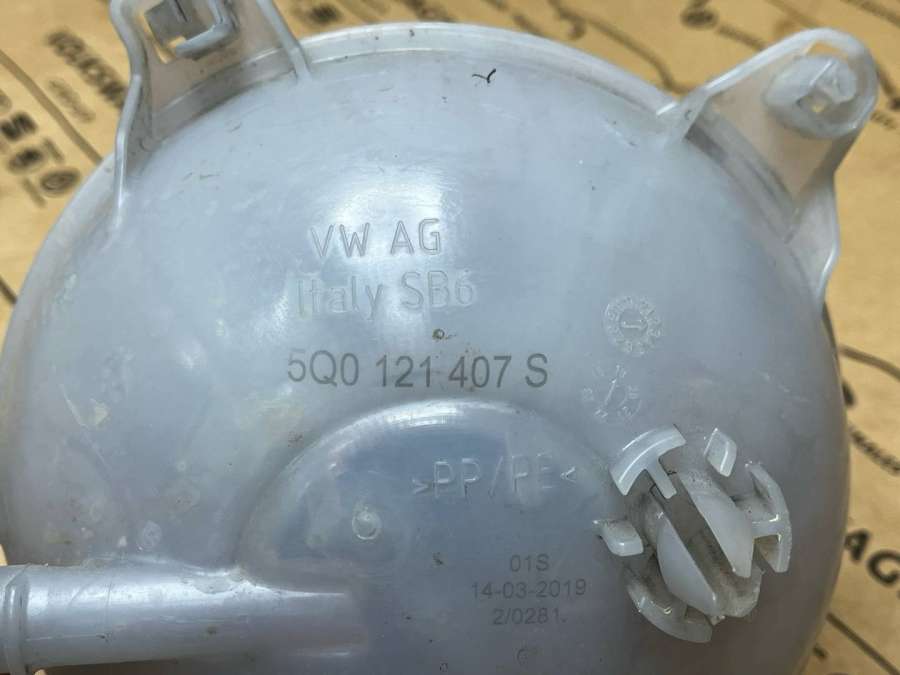 VW AG
Italy SB6
5Q0 121 407 S
>PP/PE<
01S
14-03-2019
2/0281.